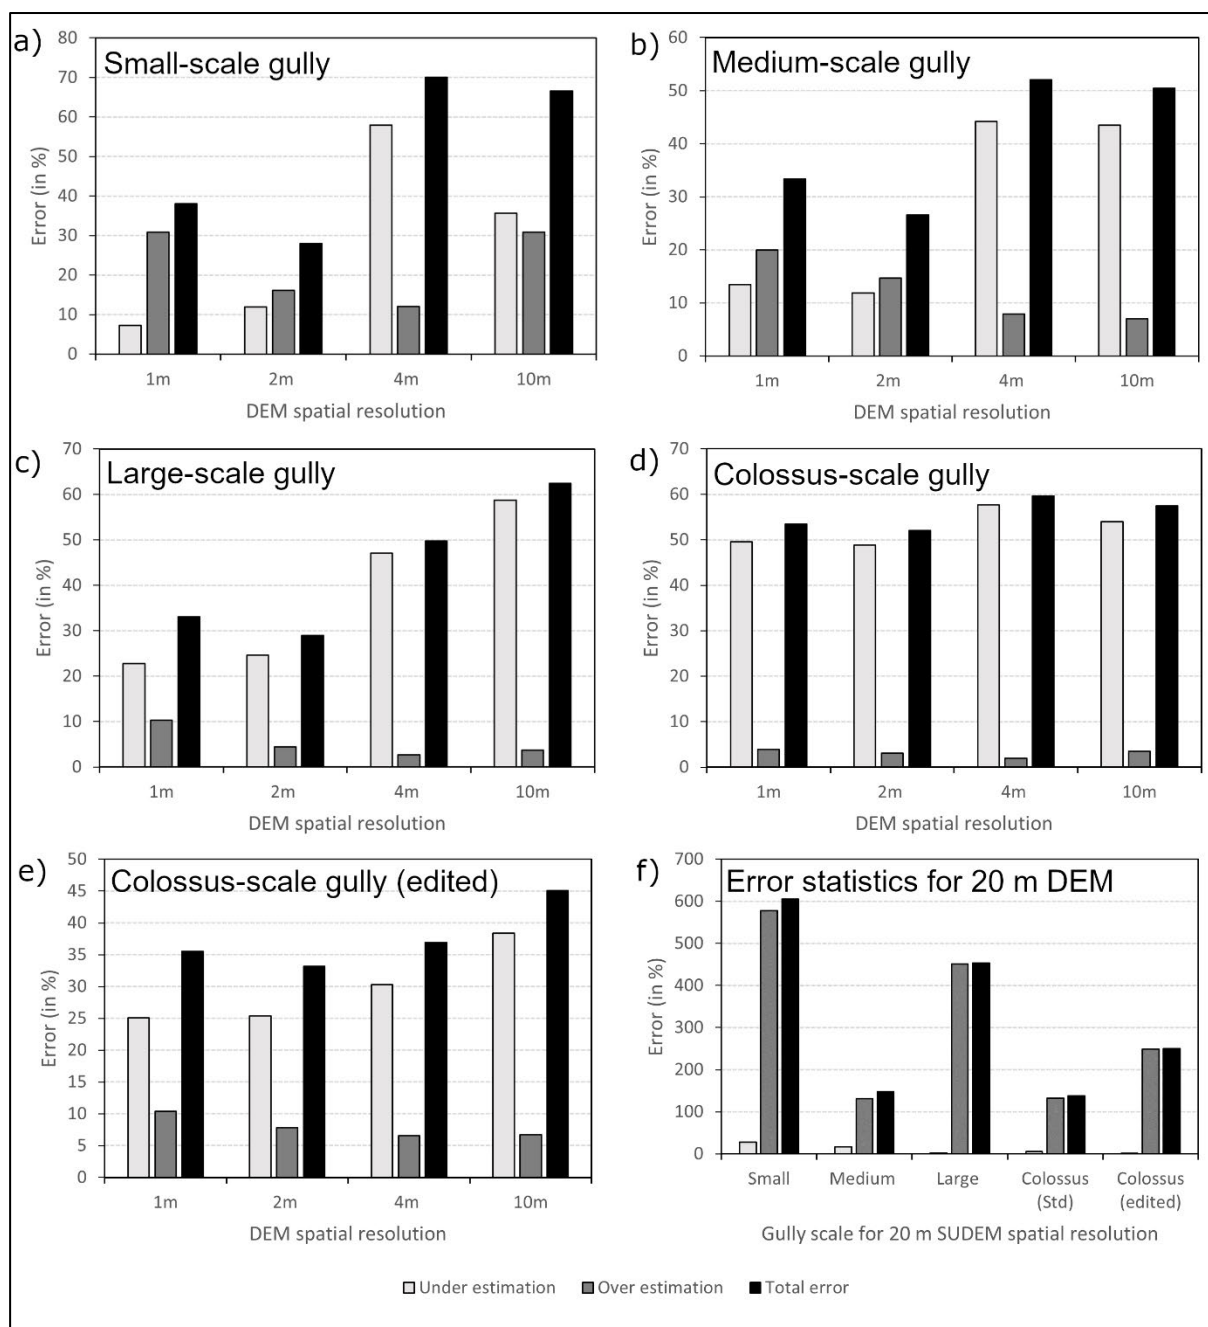 a)
Small-scale gully
80
70
60
50
40
30
20
10
0
Error (in %)
1m 2m 4m 10m
DEM spatial resolution
b)
Medium-scale gully
60
50
40
30
20
10
0
Error (in %)
1m 2m 4m 10m
DEM spatial resolution
c)
Large-scale gully
70
60
50
40
30
20
10
0
Error (in %)
1m 2m 4m 10m
DEM spatial resolution
d)
Colossus-scale gully
70
60
50
40
30
20
10
0
Error (in %)
1m 2m 4m 10m
DEM spatial resolution
e)
Colossus-scale gully (edited)
50
45
40
35
30
25
20
15
10
5
0
Error (in %)
1m 2m 4m 10m
DEM spatial resolution
f)
Error statistics for 20 m DEM
700
600
500
400
300
200
100
0
Error (in %)
Small Medium Large Colossus Colossus
(Std) (edited)
Gully scale for 20 m SUDEM spatial resolution
Under estimation Over estimation Total error